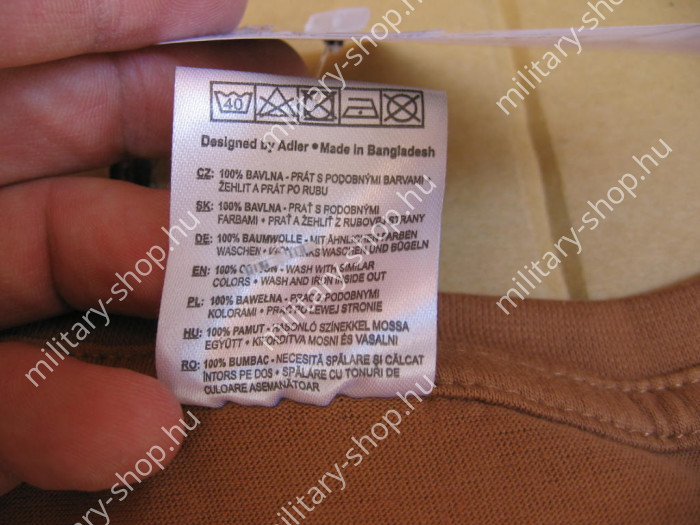 40
Designed by Adler • Made in Bangladesh
CZ: 100% BAVLNA - PRÁT S PODOBNÝMI BARVAMI •
ŽEHLIT A PRÁT PO RUBU
SK: 100% BAVLNA - PRAŤ S PODOBNÝMI
FARBAMI • PRAŤ A ŽEHLIŤ Z RUBOVEJ STRANY
DE: 100% BAUMWOLLE - MIT ÄHNLICHEN FARBEN
WASCHEN • WASCHEN UND BÜGELN
EN: 100% - WASH WITH SIMILAR
COLORS • WASH AND IRON INSIDE OUT
PL: 100% BAWEŁNA - PRAĆ Z PODOBNYMI
KOLORAMI • LEWEJ STRONIE
HU: 100% PAMUT - HASONLÓ SZÍNEKKEL MOSSA
EGYÜTT • KIFORDÍTVA MOSNI ÉS VASALNI
RO: 100% BUMBAC - NECESITĂ SPĂLARE ȘI CĂLCAT
ÎNTORS PE DOS • SPĂLARE CU TONURI DE
CULOARE ASEMANĂTOAR
military-shop.hu
military-shop.hu
military-shop.hu
military-shop.hu
military-shop.hu
military-shop.hu
military-shop.hu